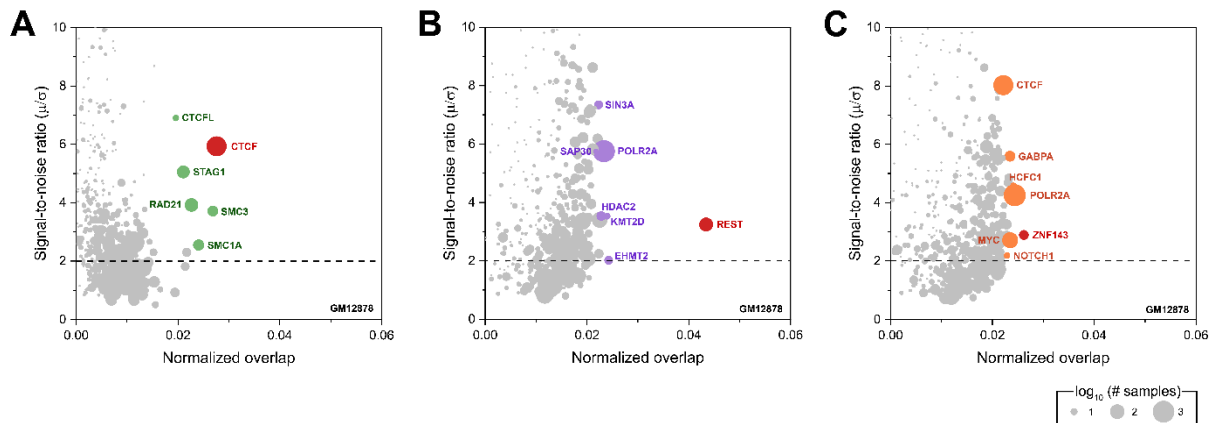 A
Signal-to-noise ratio (μ/σ)
10
8
6
4
2
0
CTCFL
CTCF
STAG1
RAD21
SMC3
SMC1A
GM12878
0.00
0.02
0.04
0.06
Normalized overlap
B
Signal-to-noise ratio (μ/σ)
10
8
6
4
2
0
SIN3A
SAP30
POLR2A
HDAC2
KMT2D
REST
EHMT2
0.00
0.02
0.04
0.06
Normalized overlap
C
Signal-to-noise ratio (μ/σ)
10
8
6
4
2
0
CTCF
GABPA
HCFC1
POLR2A
ZNF143
MYC
NOTCH1
GM12878
0.00
0.02
0.04
0.06
Normalized overlap
log10 (# samples)
1
2
3